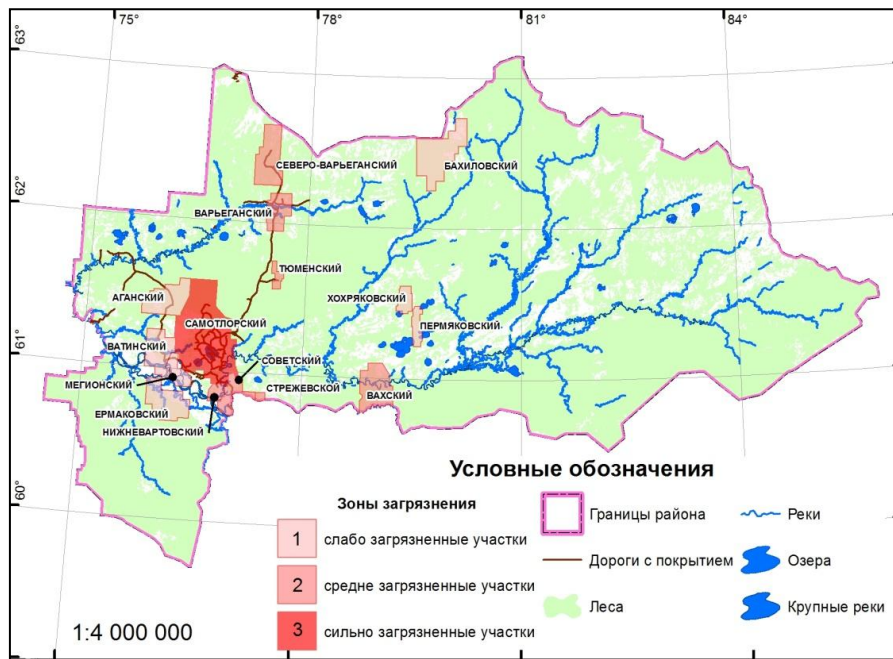 75°
78°
81°
84°
63°
62°
61°
60°
СЕВЕРО-ВАРЬЕГАНСКИЙ
БАХИЛОВСКИЙ
ВАРЬЕГАНСКИЙ
ТЮМЕНСКИЙ
АГАНСКИЙ
ХОХРЯКОВСКИЙ
САМОТЛОРСКИЙ
ПЕРМЯКОВСКИЙ
ВАТИНСКИЙ
СОВЕТСКИЙ
МЕГИОНСКИЙ
СТРЕЖЕВСКОЙ
ВАХСКИЙ
ЕРМАКОВСКИЙ
НИЖНЕВАРТОВСКИЙ
Условные обозначения
Зоны загрязнения
1 слабо загрязненные участки
2 средне загрязненные участки
3 сильно загрязненные участки
Границы района
Дороги с покрытием
Леса
Реки
Озера
Крупные реки
1:4 000 000